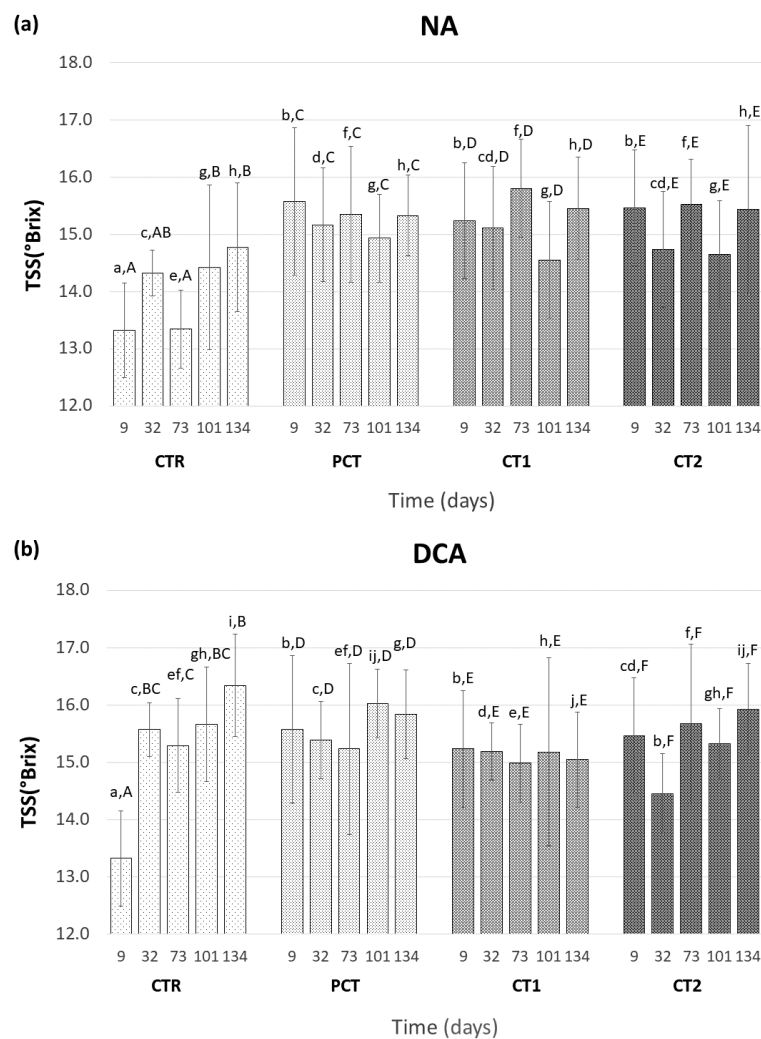 (a)
NA
TSS(°Brix)
18.0
17.0
16.0
15.0
14.0
13.0
12.0
a,A c,AB e,A g,B h,B b,C d,C f,C g,C h,C b,D cd,D f,D g,D h,D b,E cd,E f,E g,E h,E
9 32 73 101 134 9 32 73 101 134 9 32 73 101 134 9 32 73 101 134
CTR PCT CT1 CT2
Time (days)
(b)
DCA
TSS(°Brix)
18.0
17.0
16.0
15.0
14.0
13.0
12.0
a,A c,BC ef,C gh,BC i,B b,D c,D ef,D ij,D g,D b,E d,E e,E h,E j,E cd,F b,F f,F gh,F ij,F
9 32 73 101 134 9 32 73 101 134 9 32 73 101 134 9 32 73 101 134
CTR PCT CT1 CT2
Time (days)